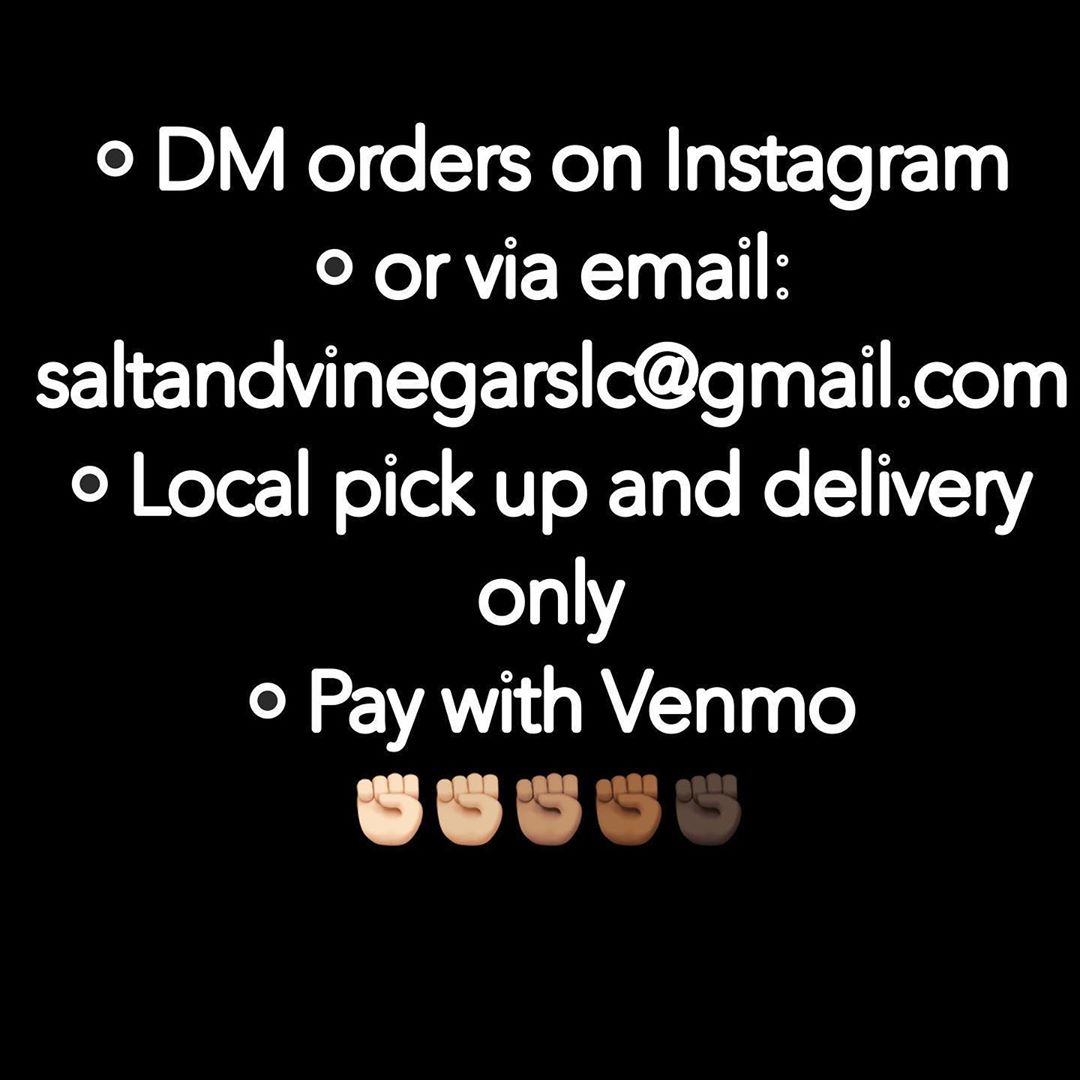 • DM orders on Instagram
• or via email:
saltandvinegarslc@gmail.com
• Local pick up and delivery
only
• Pay with Venmo
✊🏻✊🏼✊🏽✊🏾✊🏿